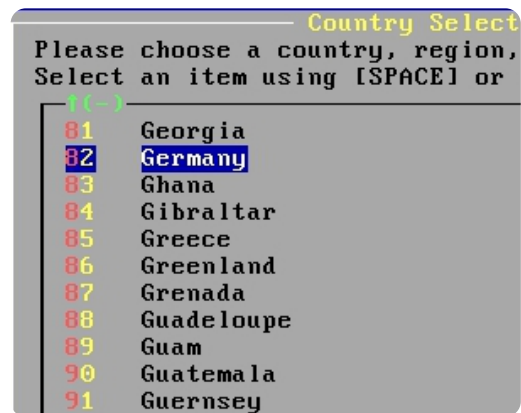 Country Select
Please choose a country, region,
Select an item using [SPACE] or
↑(-)
81 Georgia
82 Germany
83 Ghana
84 Gibraltar
85 Greece
86 Greenland
87 Grenada
88 Guadeloupe
89 Guam
90 Guatemala
91 Guernsey